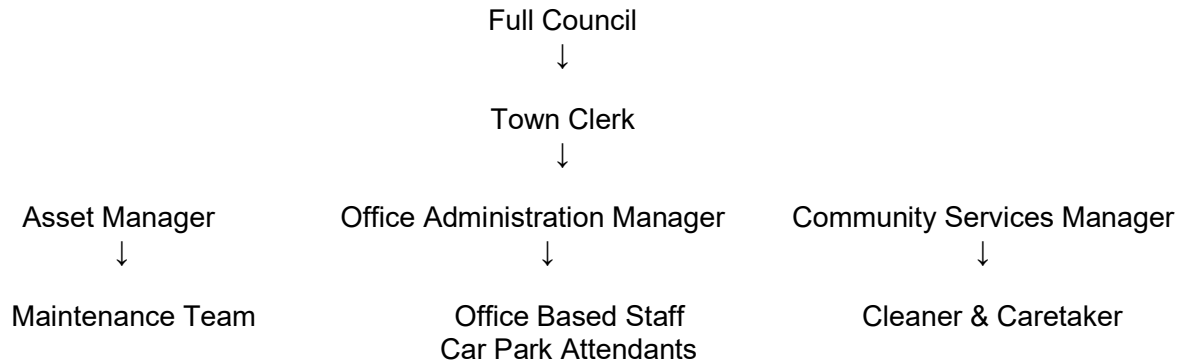 Full Council
↓
Town Clerk
↓
Asset Manager Office Administration Manager Community Services Manager
↓ ↓ ↓
Maintenance Team Office Based Staff Cleaner & Caretaker
Car Park Attendants